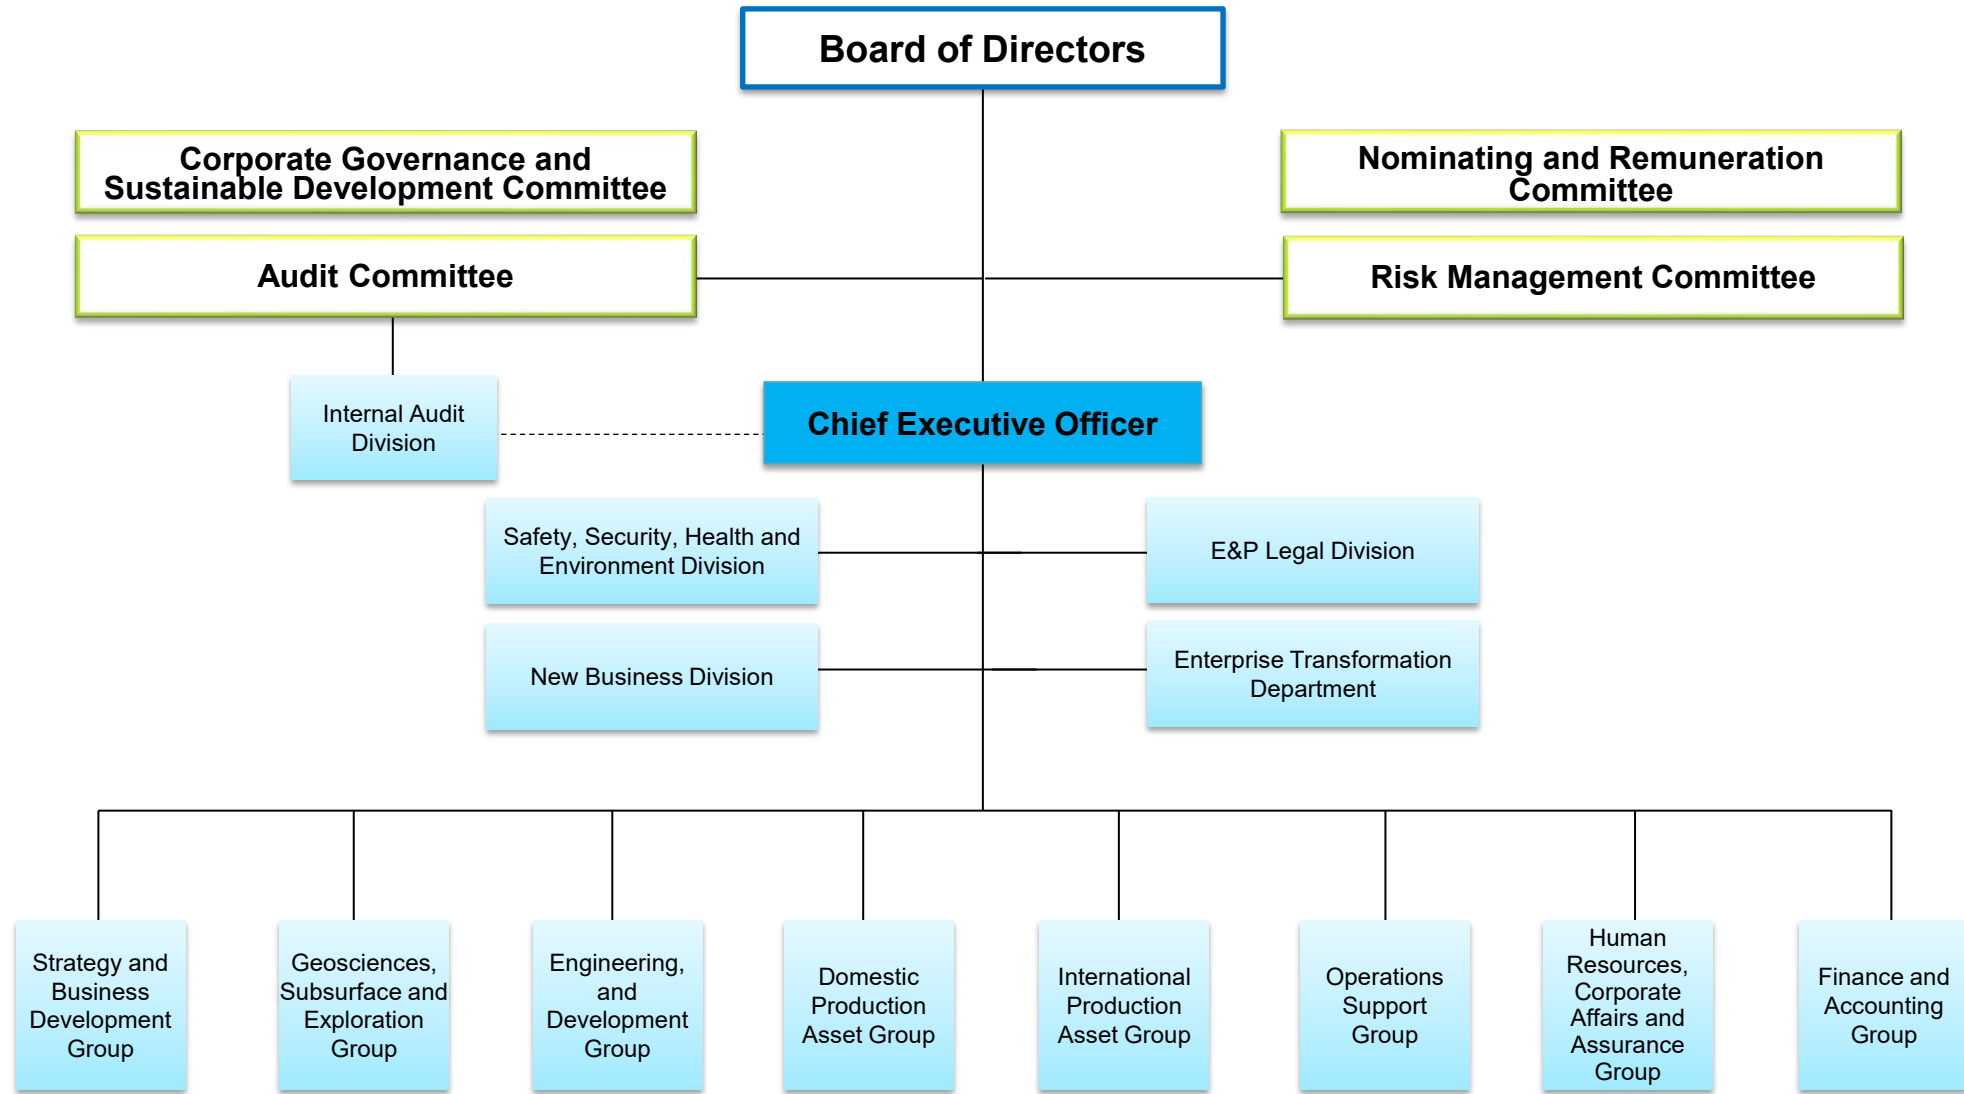 Board of Directors
Corporate Governance and
Sustainable Development Committee
Nominating and Remuneration
Committee
Audit Committee
Risk Management Committee
Internal Audit
Division
Chief Executive Officer
Safety, Security, Health and
Environment Division
E&P Legal Division
New Business Division
Enterprise Transformation
Department
Strategy and
Business
Development
Group
Geosciences,
Subsurface and
Exploration
Group
Engineering,
and
Development
Group
Domestic
Production
Asset Group
International
Production
Asset Group
Operations
Support
Group
Human
Resources,
Corporate
Affairs and
Assurance
Group
Finance and
Accounting
Group